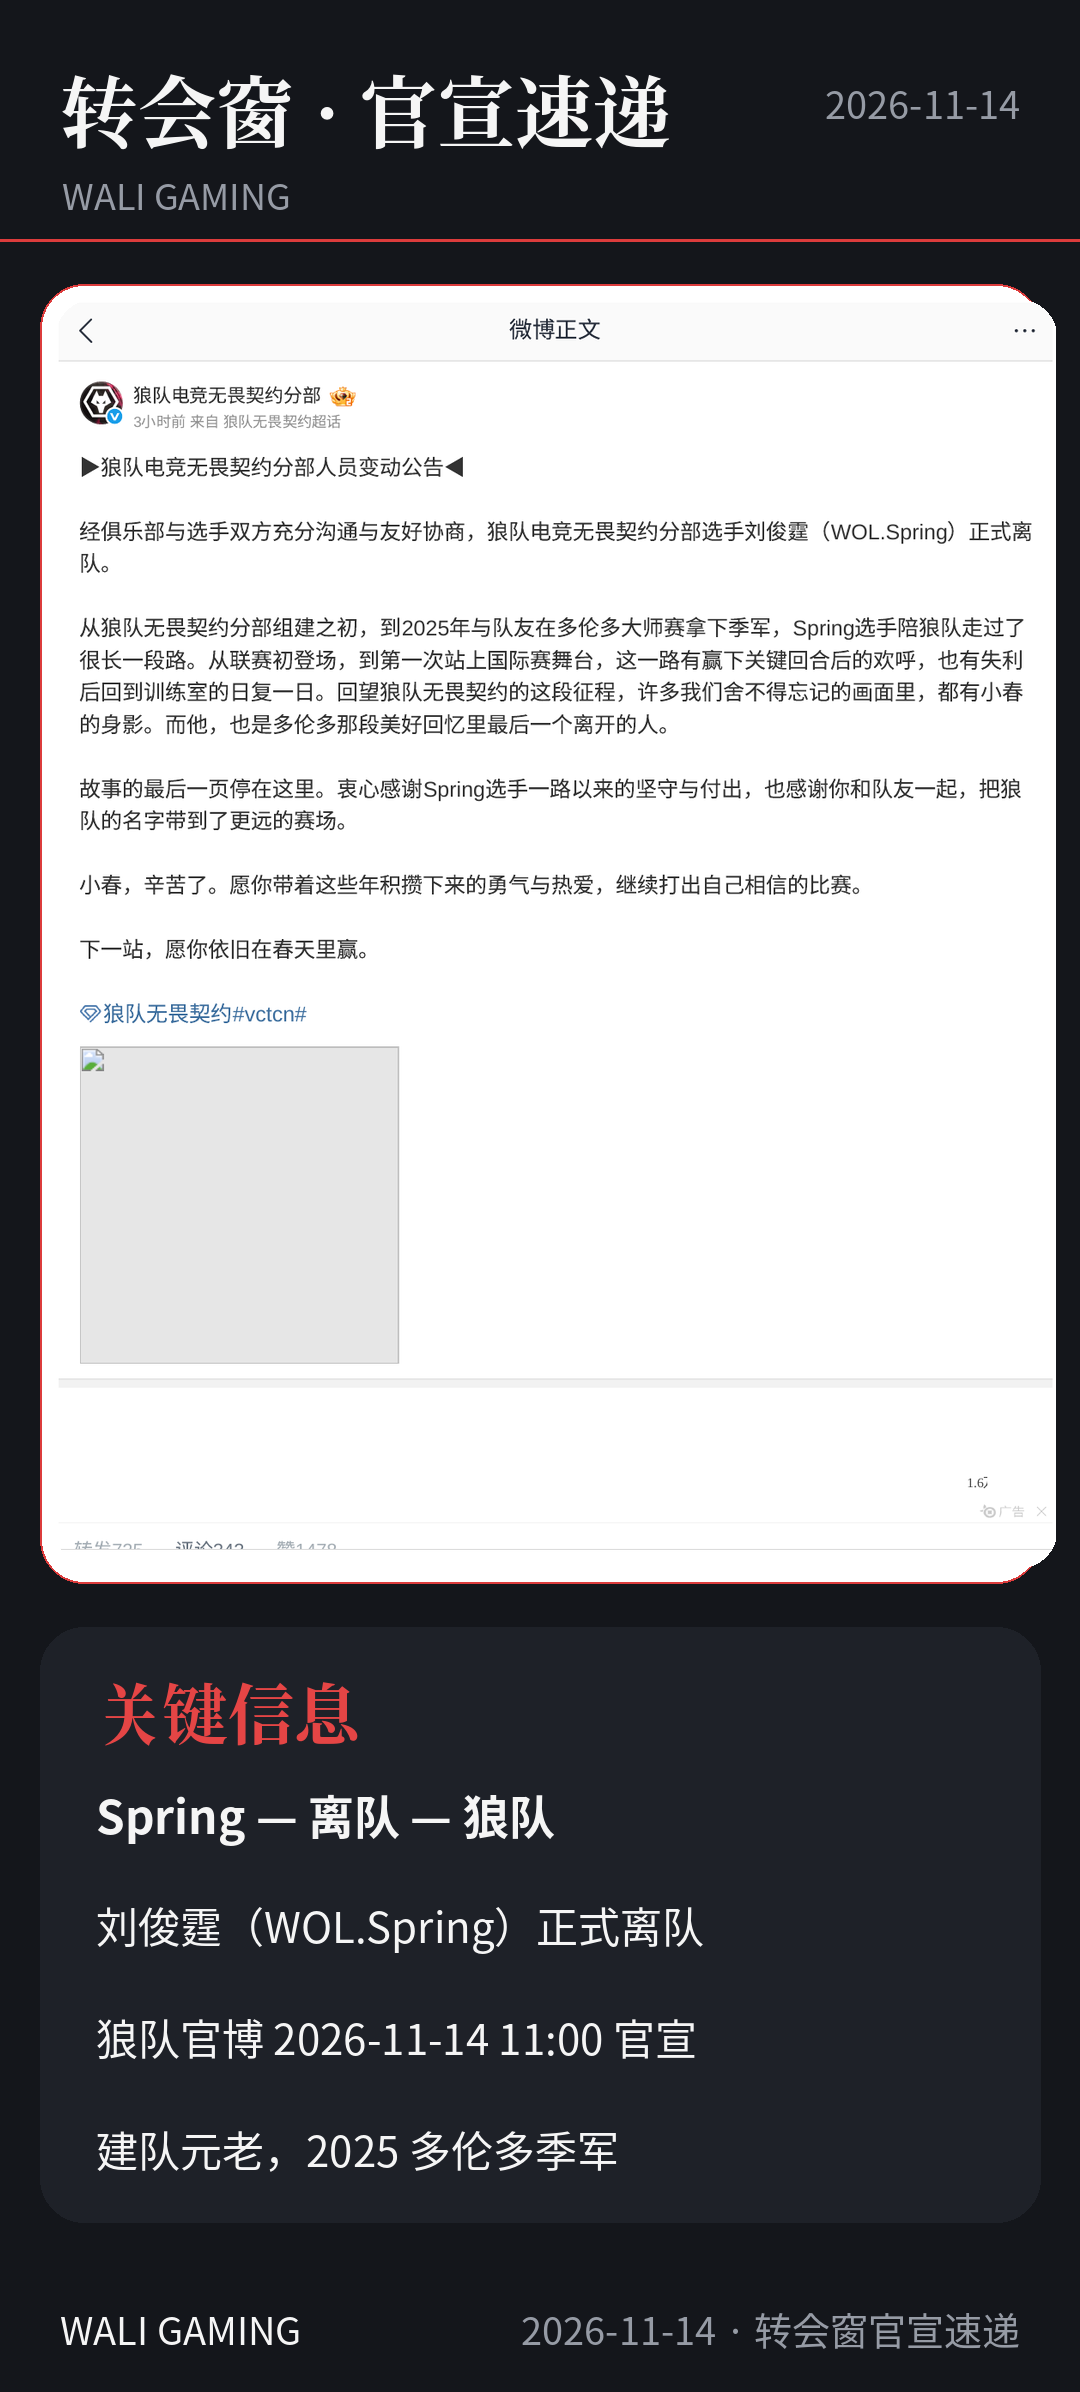 转会窗 · 官宣速递
2026-11-14
WALI GAMING
微博正文
狼队电竞无畏契约分部
3小时前 来自 狼队无畏契约超话
▶狼队电竞无畏契约分部人员变动公告◀
经俱乐部与选手双方充分沟通与友好协商，狼队电竞无畏契约分部选手刘俊霆（WOL.Spring）正式离
队。
从狼队无畏契约分部组建之初，到2025年与队友在多伦多大师赛拿下季军，Spring选手陪狼队走过了
很长一段路。从联赛初登场，到第一次站上国际赛舞台，这一路有赢下关键回合后的欢呼，也有失利
后回到训练室的日复一日。回望狼队无畏契约的这段征程，许多我们舍不得忘记的画面里，都有小春
的身影。而他，也是多伦多那段美好回忆里最后一个离开的人。
故事的最后一页停在这里。衷心感谢Spring选手一路以来的坚守与付出，也感谢你和队友一起，把狼
队的名字带到了更远的赛场。
小春，辛苦了。愿你带着这些年积攒下来的勇气与热爱，继续打出自己相信的比赛。
下一站，愿你依旧在春天里赢。
狼队无畏契约#vctcn#
1.6
广告
转发 评论 赞
关键信息
Spring — 离队 — 狼队
刘俊霆（WOL.Spring）正式离队
狼队官博 2026-11-14 11:00 官宣
建队元老，2025 多伦多季军
WALI GAMING
2026-11-14 · 转会窗官宣速递